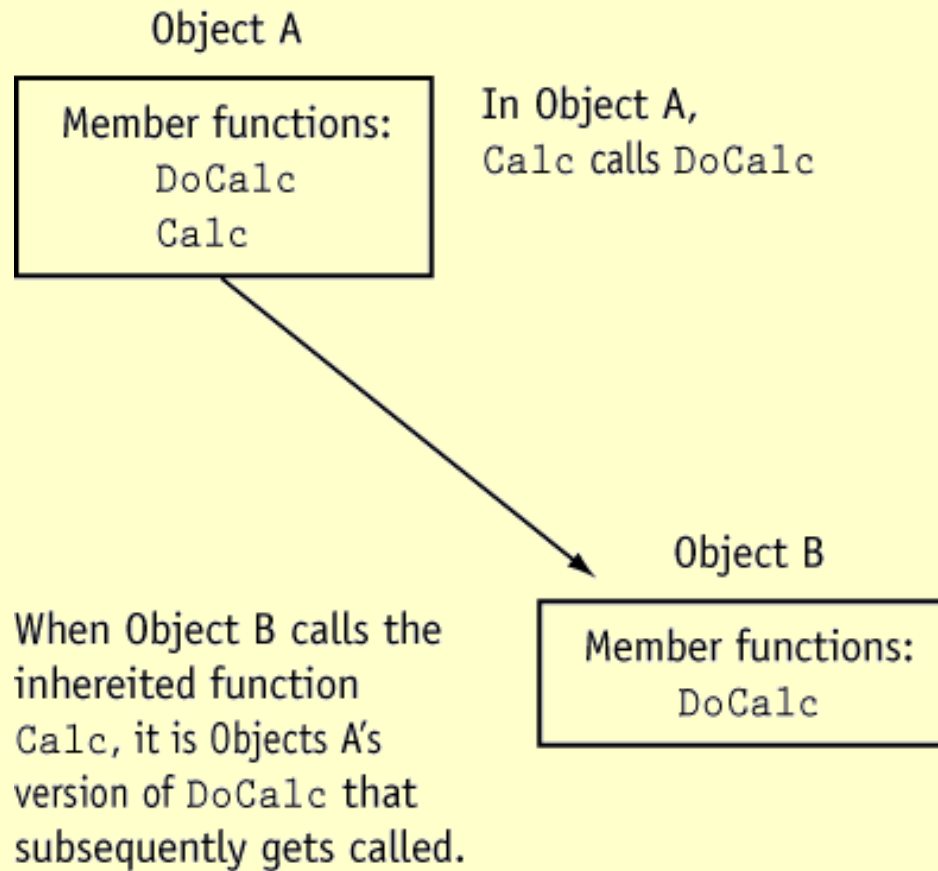 Object A
Member functions:
DoCalc
Calc
In Object A,
Calc calls DoCalc
Object B
Member functions:
DoCalc
When Object B calls the
inhereited function
Calc, it is Objects A's
version of DoCalc that
subsequently gets called.